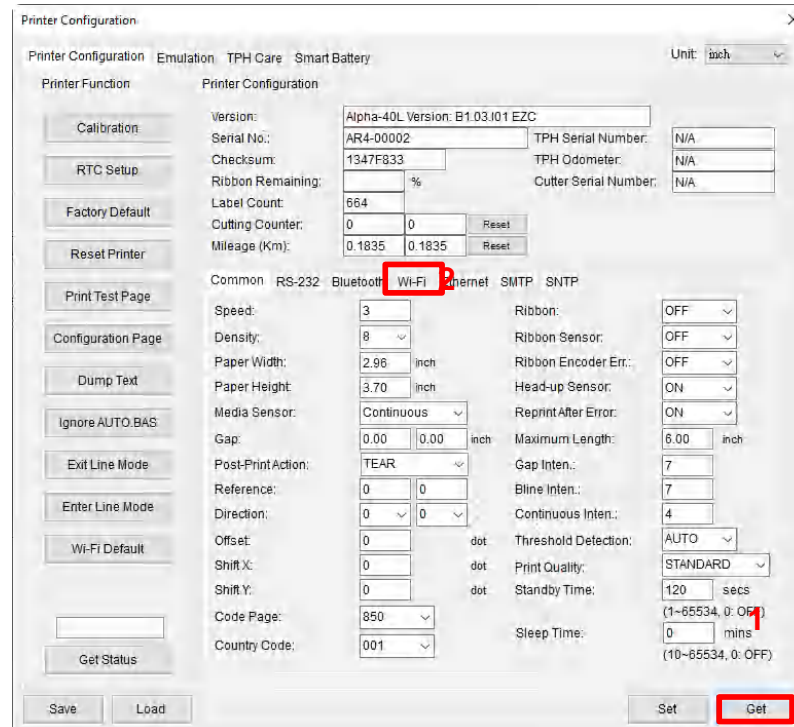 Printer Configuration
Printer Configuration Emulation TPH Care Smart Battery Unit: inch
Printer Function
Calibration
RTC Setup
Factory Default
Reset Printer
Print Test Page
Configuration Page
Dump Text
Ignore AUTO.BAS
Exit Line Mode
Enter Line Mode
Wi-Fi Default
Get Status
Printer Configuration
Version: Alpha-40L Version: B1.03.I01 EZC
Serial No.: AR4-00002 TPH Serial Number: N/A
Checksum: 1347F833 TPH Odometer: N/A
Ribbon Remaining: % Cutter Serial Number: N/A
Label Count: 664
Cutting Counter: 0 0 Reset
Mileage (Km): 0.1835 0.1835 Reset
Common RS-232 Bluetooth Wi-Fi 2 SMTP SNTP
Speed: 3 Ribbon: OFF
Density: 8 Ribbon Sensor: OFF
Paper Width: 2.96 inch Ribbon Encoder Err.: OFF
Paper Height: 3.70 inch Head-up Sensor: ON
Media Sensor: Continuous Reprint After Error: ON
Gap: 0.00 0.00 inch Maximum Length: 6.00 inch
Post-Print Action: TEAR Gap Inten.: 7
Reference: 0 0 Bline Inten.: 7
Direction: 0 0 Continuous Inten.: 4
Offset: 0 dot Threshold Detection: AUTO
Shift X: 0 dot Print Quality: STANDARD
Shift Y: 0 dot Standby Time: 120 secs
(1~65534, 0: OFF)
Code Page: 850
1
Sleep Time: 0 mins
Country Code: 001
(10~65534, 0: OFF)
Save Load Set Get